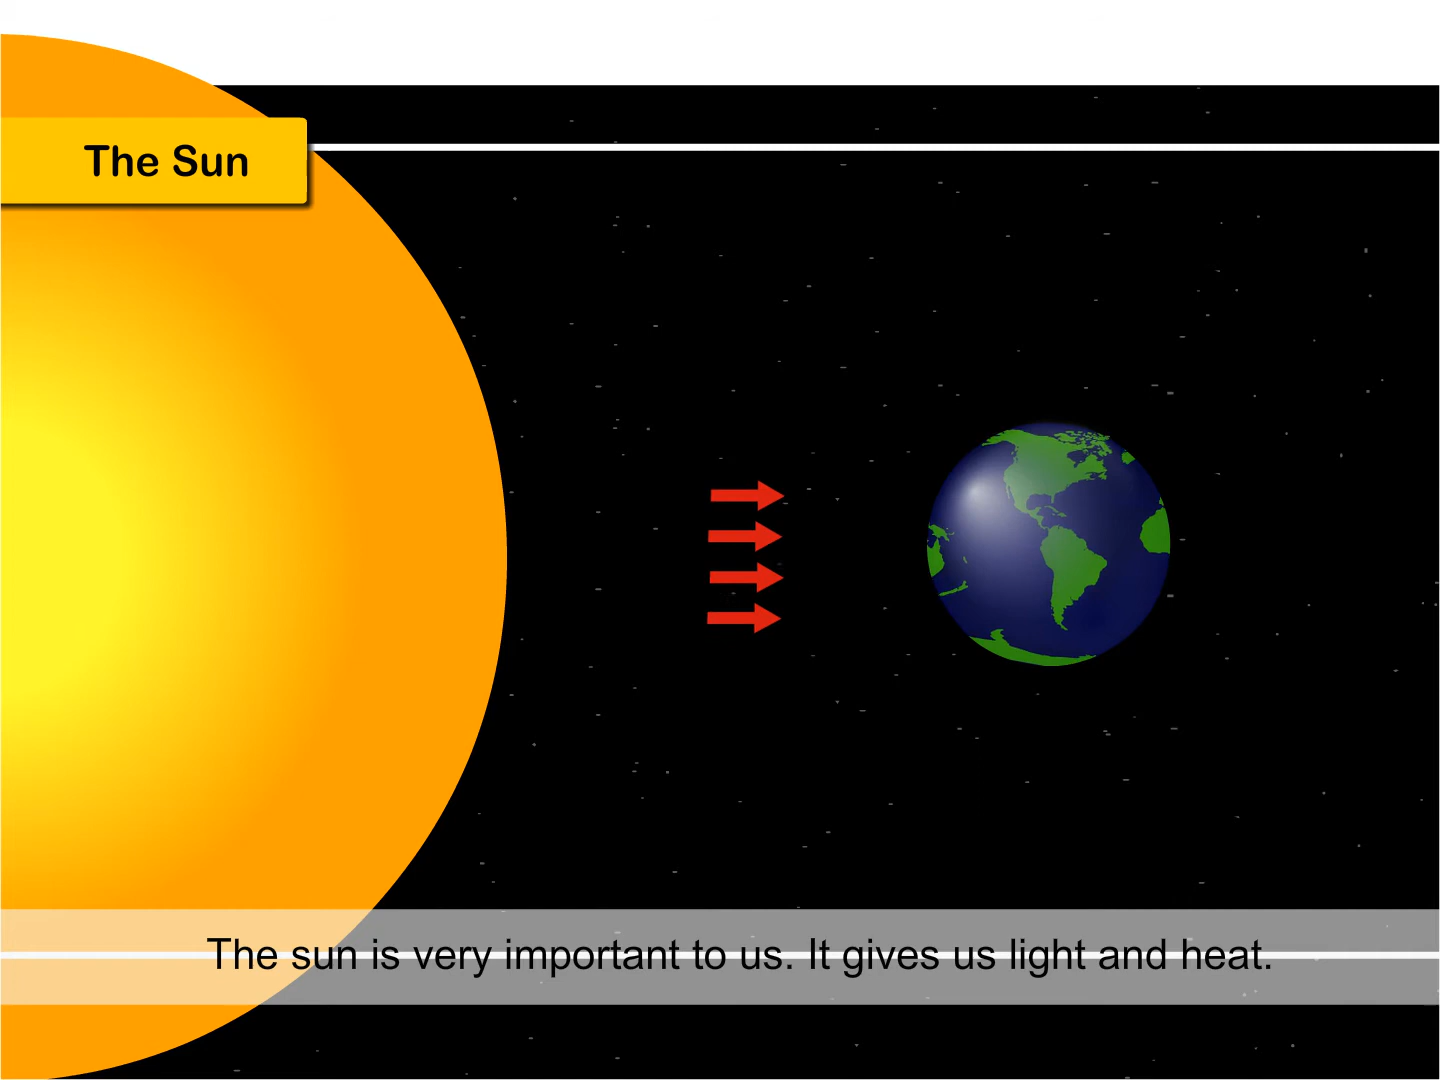 The Sun
The sun is very important to us. It gives us light and heat.